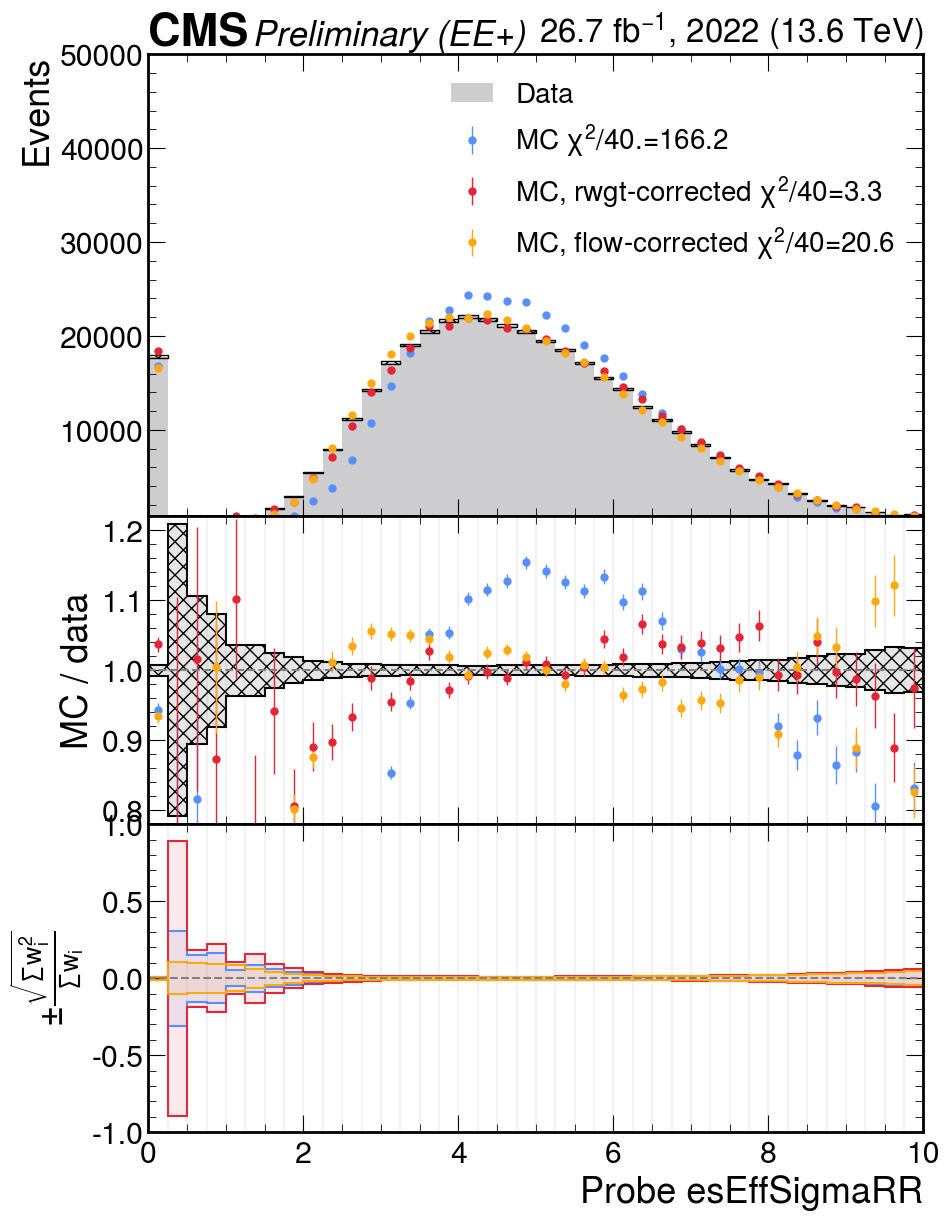 CMS Preliminary (EE+) 26.7 fb⁻¹, 2022 (13.6 TeV)
Events
50000
40000
30000
20000
10000
Data
MC χ²/40.=166.2
MC, rwgt-corrected χ²/40=3.3
MC, flow-corrected χ²/40=20.6
MC / data
1.2
1.1
1.0
0.9
0.8
± √Σwᵢ² / Σwᵢ
1.0
0.5
0.0
-0.5
-1.0
0 2 4 6 8 10
Probe esEffSigmaRR